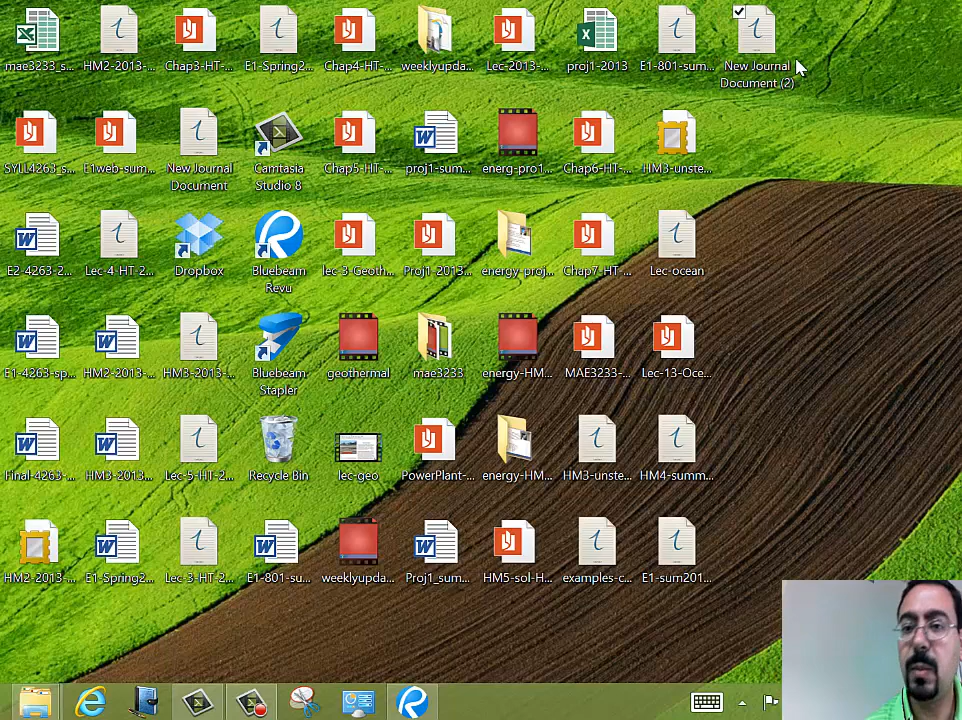 mae3233_s...
HM2-2013-...
Chap3-HT-...
E1-Spring2...
Chap4-HT-...
weeklyupda...
Lec-2013-...
proj1-2013
E1-801-sum...
New Journal
Document (2)
SYLL4263_s...
E1web-sum...
New Journal
Document
Camtasia
Studio 8
Chap5-HT-...
proj1-sum...
energ-pro1...
Chap6-HT-...
HM3-unste...
E2-4263-2...
Lec-4-HT-2...
Dropbox
Bluebeam
Revu
lec-3-Geoth...
Proj1_2013...
energy-proj...
Chap7-HT-...
Lec-ocean
E1-4263-sp...
HM2-2013-...
HM3-2013-...
Bluebeam
Stapler
geothermal
mae3233
energy-HM...
MAE3233-...
Lec-13-Oce...
Final-4263-...
HM3-2013...
Lec-5-HT-2...
Recycle Bin
lec-geo
PowerPlant-...
energy-HM...
HM3-unste...
HM4-summ...
HM2-2013-...
E1-Spring2...
Lec-3-HT-2...
E1-801-su...
weeklyupda...
Proj1_sum...
HM5-sol-H...
examples-c...
E1-sum201...